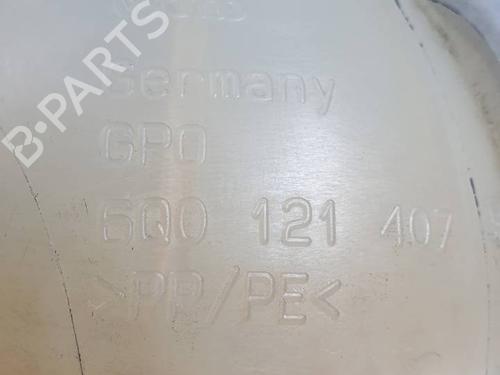 B-PARTS
Germany
GPO
6Q0 121 407
>PP/PE<